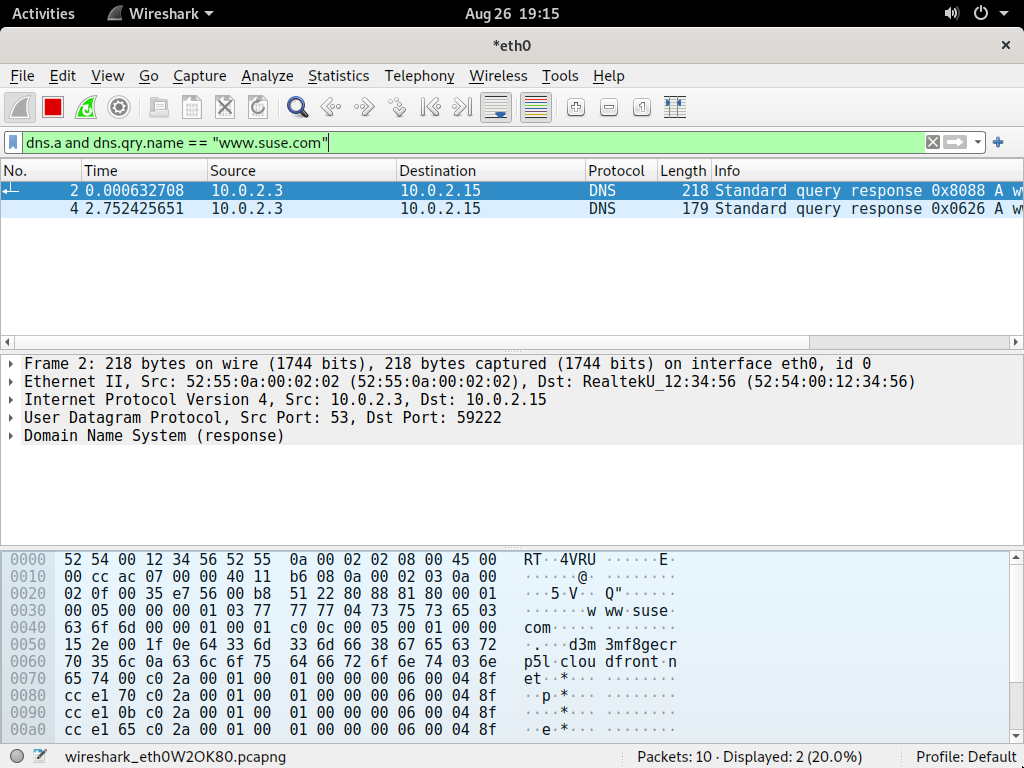 Activities Wireshark Aug 26 19:15
*eth0
File Edit View Go Capture Analyze Statistics Telephony Wireless Tools Help
dns.a and dns.qry.name == "www.suse.com"
No. Time Source Destination Protocol Length Info
2 0.000632708 10.0.2.3 10.0.2.15 DNS 218 Standard query response 0x8088 A
4 2.752425651 10.0.2.3 10.0.2.15 DNS 179 Standard query response 0x0626 A
Frame 2: 218 bytes on wire (1744 bits), 218 bytes captured (1744 bits) on interface eth0, id 0
Ethernet II, Src: 52:55:0a:00:02:02 (52:55:0a:00:02:02), Dst: RealtekU_12:34:56 (52:54:00:12:34:56)
Internet Protocol Version 4, Src: 10.0.2.3, Dst: 10.0.2.15
User Datagram Protocol, Src Port: 53, Dst Port: 59222
Domain Name System (response)
0000 52 54 00 12 34 56 52 55 0a 00 02 02 08 00 45 00 RT··4VRU ······E·
0010 00 cc ac 07 00 00 40 11 b6 08 0a 00 02 03 0a 00 ······@· ········
0020 02 0f 00 35 e7 56 00 b8 51 22 80 88 81 80 00 01 ···5·V·· Q"······
0030 00 05 00 00 00 01 03 77 77 77 04 73 75 73 65 03 ·······w ww·suse·
0040 63 6f 6d 00 00 01 00 01 c0 0c 00 05 00 01 00 00 com····· ········
0050 15 2e 00 1f 0e 64 33 6d 33 6d 66 38 67 65 63 72 ·.···d3m 3mf8gecr
0060 70 35 6c 0a 63 6c 6f 75 64 66 72 6f 6e 74 03 6e p5l·clou dfront·n
0070 65 74 00 c0 2a 00 01 00 01 00 00 00 06 00 04 8f et··*··· ········
0080 cc e1 70 c0 2a 00 01 00 01 00 00 00 06 00 04 8f ··p·*··· ········
0090 cc e1 0b c0 2a 00 01 00 01 00 00 00 06 00 04 8f ····*··· ········
00a0 cc e1 65 c0 2a 00 01 00 01 00 00 00 06 00 04 8f ··e·*··· ········
wireshark_eth0W2OK80.pcapng Packets: 10 · Displayed: 2 (20.0%) Profile: Default